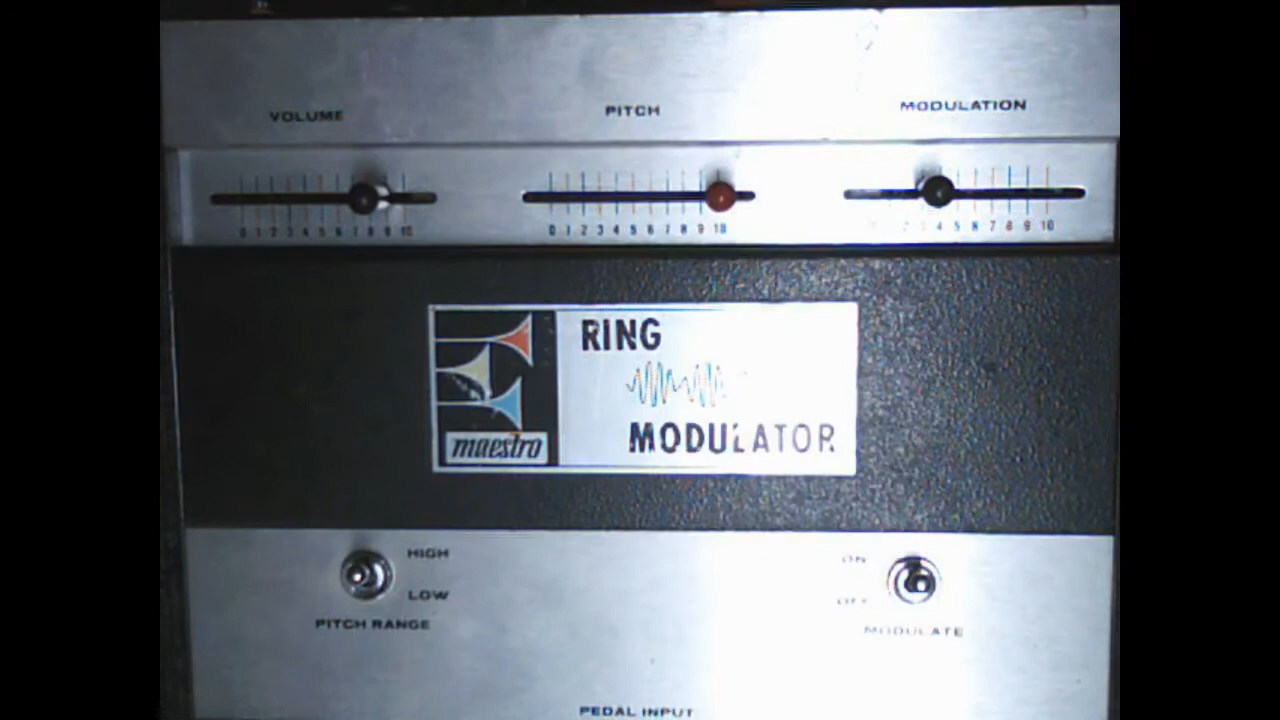 VOLUME PITCH MODULATION
0 1 2 3 4 5 6 7 8 9 10 0 1 2 3 4 5 6 7 8 9 10 2 3 4 5 6 7 8 9 10
RING
MODULATOR
maestro
HIGH
LOW
PITCH RANGE
ON
OFF
MODULATE
PEDAL INPUT